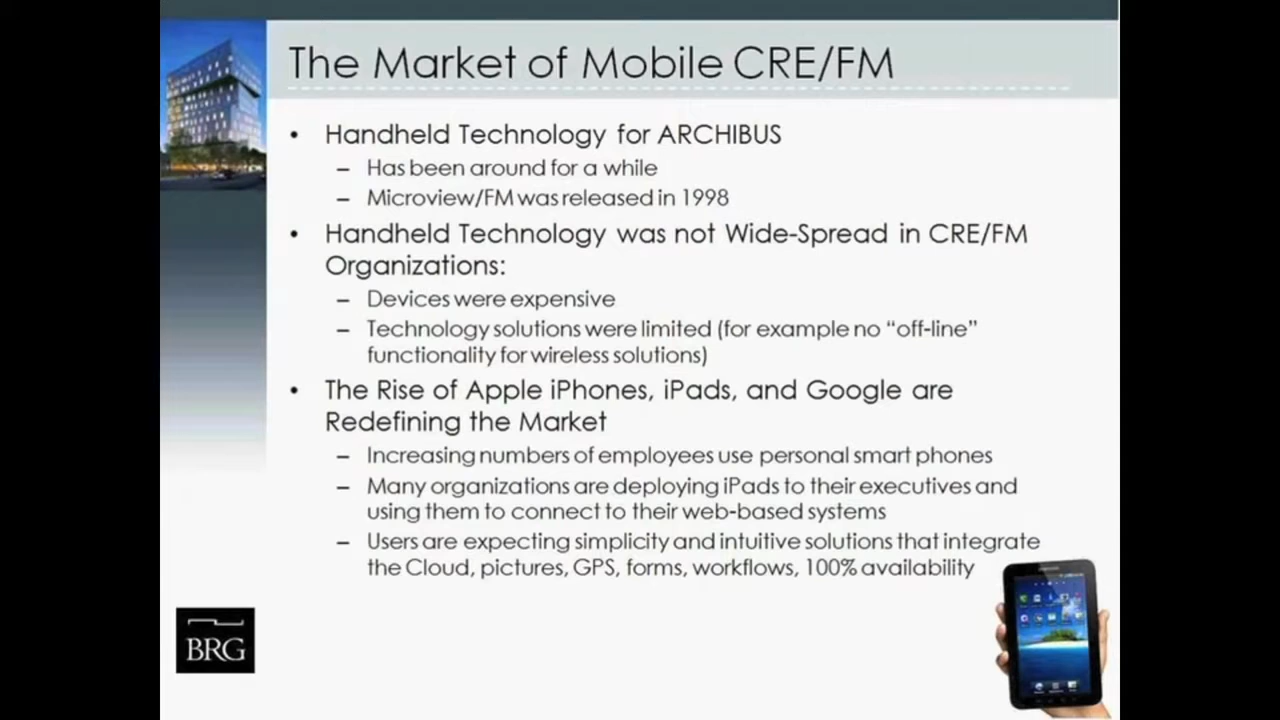 The Market of Mobile CRE/FM
• Handheld Technology for ARCHIBUS
– Has been around for a while
– Microview/FM was released in 1998
• Handheld Technology was not Wide-Spread in CRE/FM
Organizations:
– Devices were expensive
– Technology solutions were limited (for example no “off-line”
functionality for wireless solutions)
• The Rise of Apple iPhones, iPads, and Google are
Redefining the Market
– Increasing numbers of employees use personal smart phones
– Many organizations are deploying iPads to their executives and
using them to connect to their web-based systems
– Users are expecting simplicity and intuitive solutions that integrate
the Cloud, pictures, GPS, forms, workflows, 100% availability
BRG